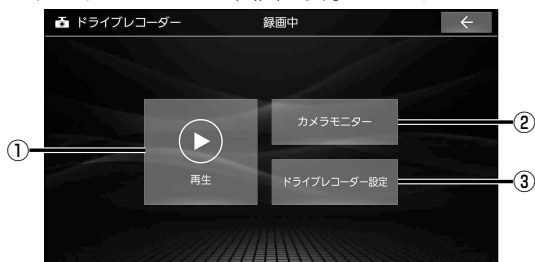 ドライブレコーダー 録画中
カメラモニター
①
②
再生
ドライブレコーダー設定
③